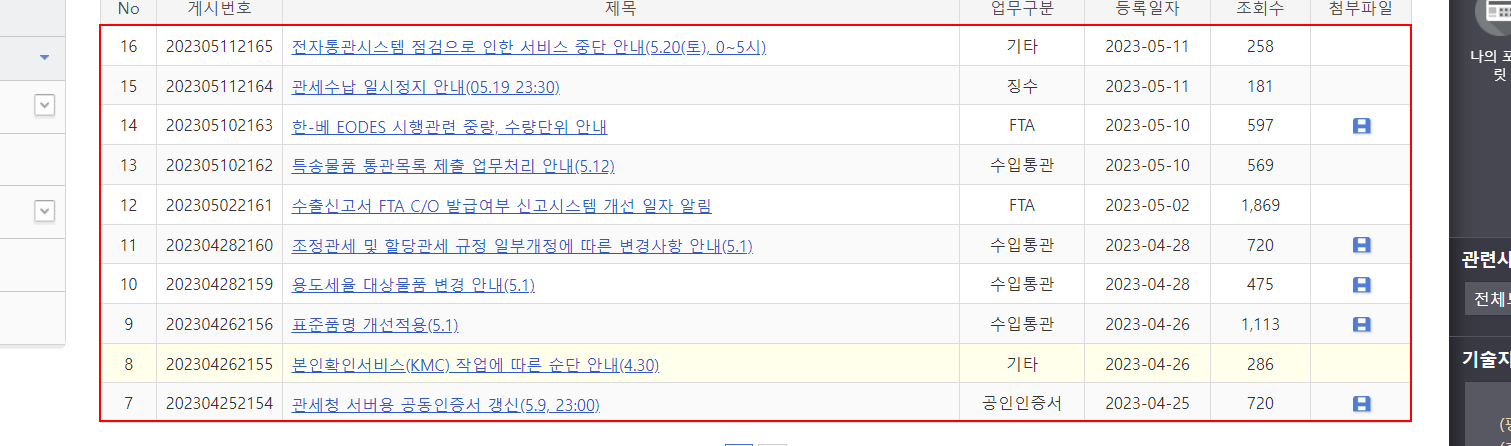 No 게시번호 제목 업무구분 등록일자 조회수 첨부파일
16 202305112165 전자통관시스템 점검으로 인한 서비스 중단 안내(5.20(토), 0~5시) 기타 2023-05-11 258
15 202305112164 관세수납 일시정지 안내(05.19 23:30) 징수 2023-05-11 181
14 202305102163 한-베 EODES 시행관련 중량, 수량단위 안내 FTA 2023-05-10 597
13 202305102162 특송물품 통관목록 제출 업무처리 안내(5.12) 수입통관 2023-05-10 569
12 202305022161 수출신고서 FTA C/O 발급여부 신고시스템 개선 일자 알림 FTA 2023-05-02 1,869
11 202304282160 조정관세 및 할당관세 규정 일부개정에 따른 변경사항 안내(5.1) 수입통관 2023-04-28 720
10 202304282159 용도세율 대상물품 변경 안내(5.1) 수입통관 2023-04-28 475
9 202304262156 표준품명 개선적용(5.1) 수입통관 2023-04-26 1,113
8 202304262155 본인확인서비스(KMC) 작업에 따른 순단 안내(4.30) 기타 2023-04-26 286
7 202304252154 관세청 서버용 공동인증서 갱신(5.9, 23:00) 공인인증서 2023-04-25 720
나의 포
릿
관련사
전체
기술지